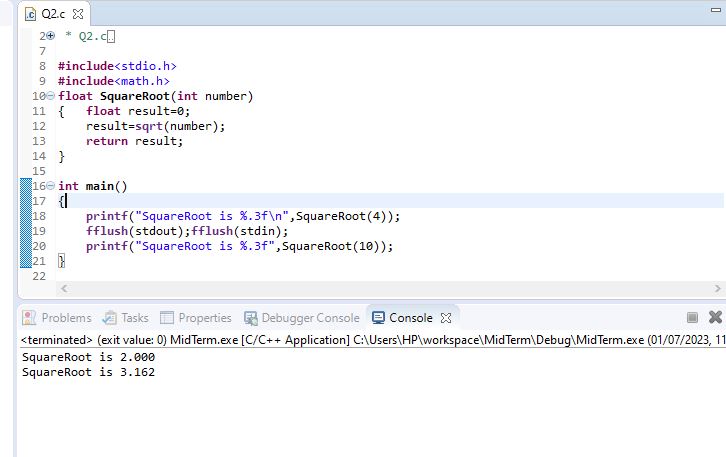 Q2.c
2 * Q2.c
7
8 #include<stdio.h>
9 #include<math.h>
10 float SquareRoot(int number)
11 {   float result=0;
12     result=sqrt(number);
13     return result;
14 }
15
16 int main()
17 {
18     printf("SquareRoot is %.3f\n",SquareRoot(4));
19     fflush(stdout);fflush(stdin);
20     printf("SquareRoot is %.3f",SquareRoot(10));
21 }
22
Problems Tasks Properties Debugger Console Console
<terminated> (exit value: 0) MidTerm.exe [C/C++ Application] C:\Users\HP\workspace\MidTerm\Debug\MidTerm.exe (01/07/2023, 11
SquareRoot is 2.000
SquareRoot is 3.162